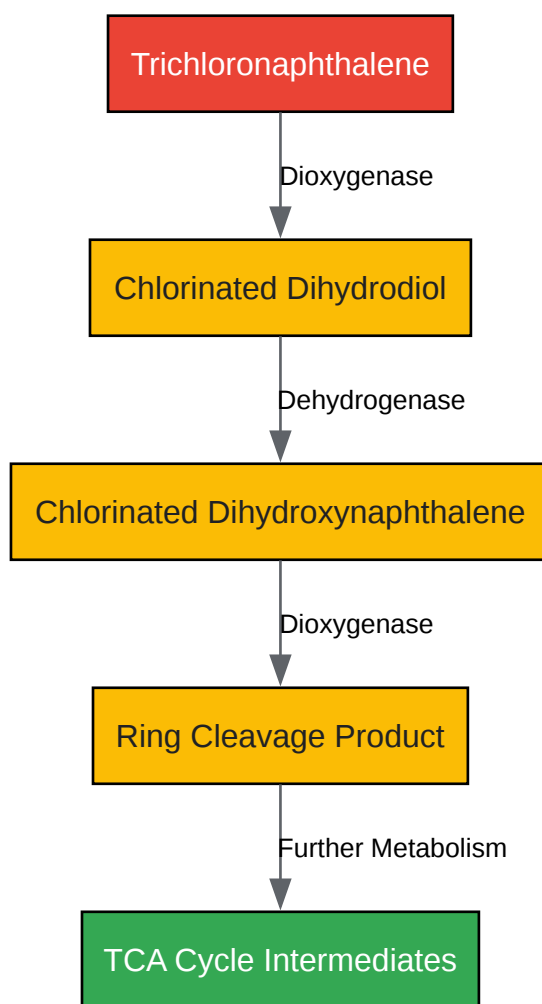 Trichloronaphthalene
Dioxygenase
Chlorinated Dihydrodiol
Dehydrogenase
Chlorinated Dihydroxynaphthalene
Dioxygenase
Ring Cleavage Product
Further Metabolism
TCA Cycle Intermediates